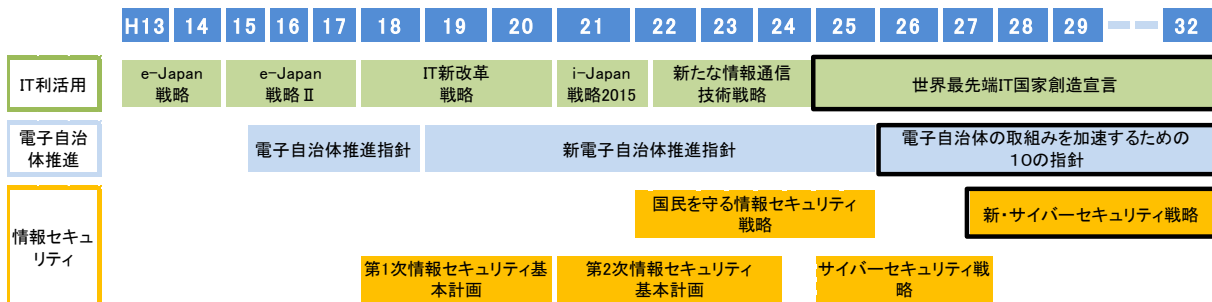 H13 14 15 16 17 18 19 20 21 22 23 24 25 26 27 28 29 32
IT利活用
e-Japan
戦略
e-Japan
戦略Ⅱ
IT新改革
戦略
i-Japan
戦略2015
新たな情報通信
技術戦略
世界最先端IT国家創造宣言
電子自治
体推進
電子自治体推進指針
新電子自治体推進指針
電子自治体の取組みを加速するための
10の指針
情報セキュ
リティ
国民を守る情報セキュリティ
戦略
新・サイバーセキュリティ戦略
第1次情報セキュリティ基
本計画
第2次情報セキュリティ
基本計画
サイバーセキュリティ戦
略